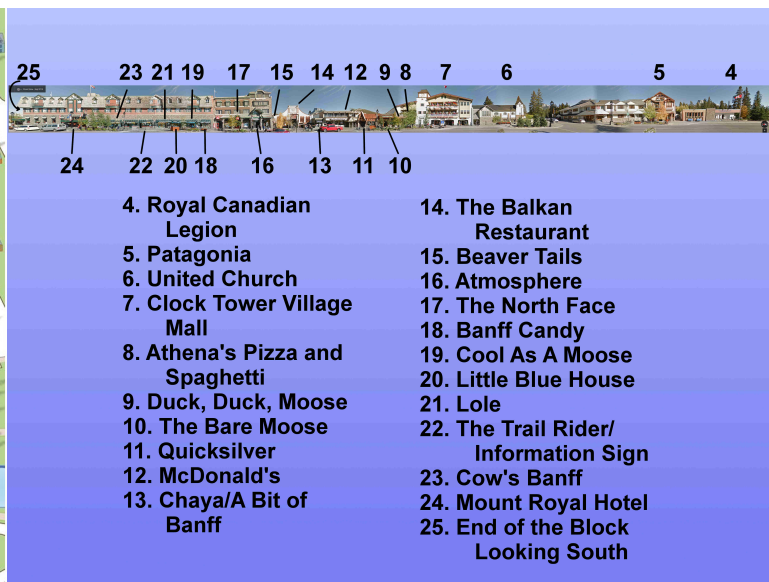 25 23 21 19 17 15 14 12 9 8 7 6 5 4
24 22 20 18 16 13 11 10
4. Royal Canadian
Legion
5. Patagonia
6. United Church
7. Clock Tower Village
Mall
8. Athena's Pizza and
Spaghetti
9. Duck, Duck, Moose
10. The Bare Moose
11. Quicksilver
12. McDonald's
13. Chaya/A Bit of
Banff
14. The Balkan
Restaurant
15. Beaver Tails
16. Atmosphere
17. The North Face
18. Banff Candy
19. Cool As A Moose
20. Little Blue House
21. Lole
22. The Trail Rider/
Information Sign
23. Cow's Banff
24. Mount Royal Hotel
25. End of the Block
Looking South